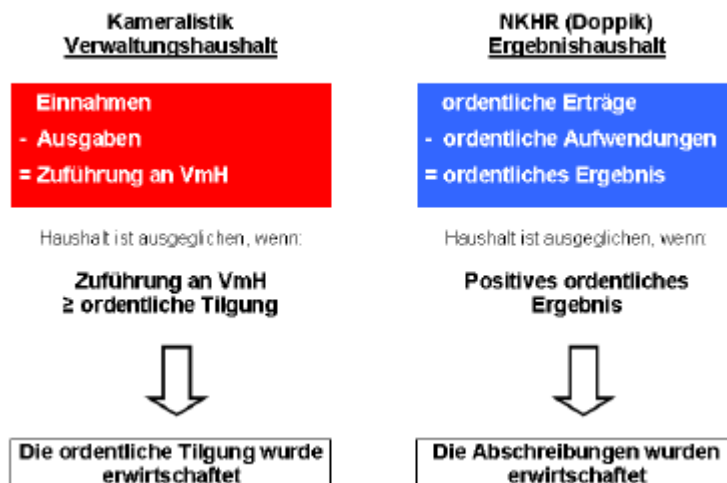 Kameralistik
Verwaltungshaushalt
Einnahmen
- Ausgaben
= Zuführung an VmH
Haushalt ist ausgeglichen, wenn:
Zuführung an VmH
≥ ordentliche Tilgung
Die ordentliche Tilgung wurde
erwirtschaftet
NKHR (Doppik)
Ergebnishaushalt
ordentliche Erträge
- ordentliche Aufwendungen
= ordentliches Ergebnis
Haushalt ist ausgeglichen, wenn:
Positives ordentliches
Ergebnis
Die Abschreibungen wurden
erwirtschaftet